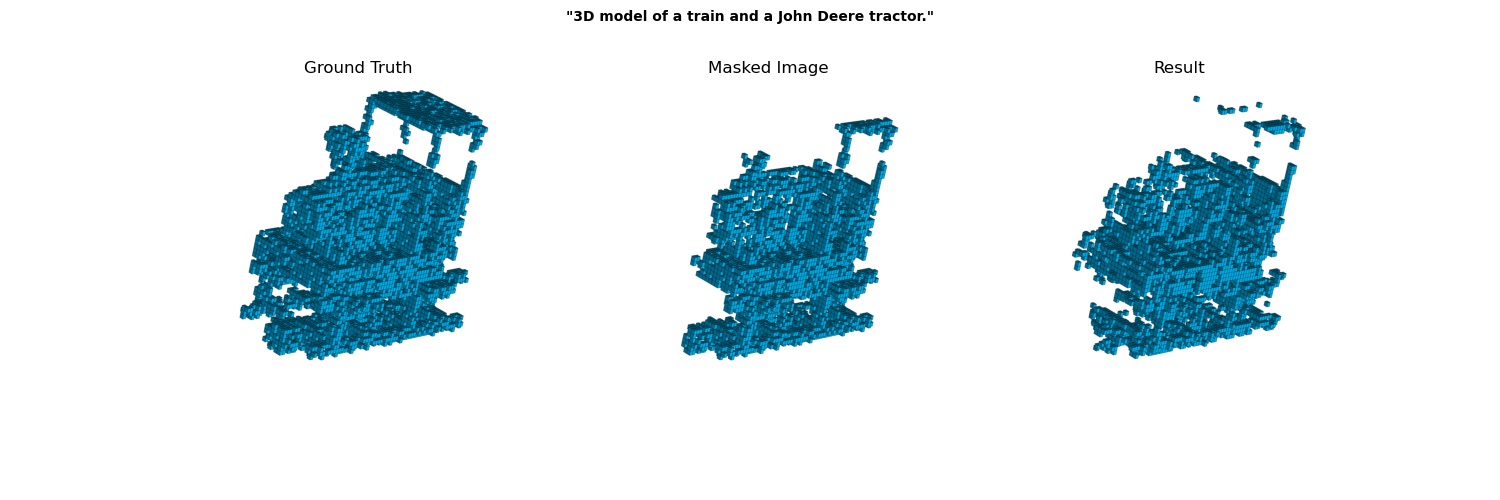 "3D model of a train and a John Deere tractor."
Ground Truth
Masked Image
Result